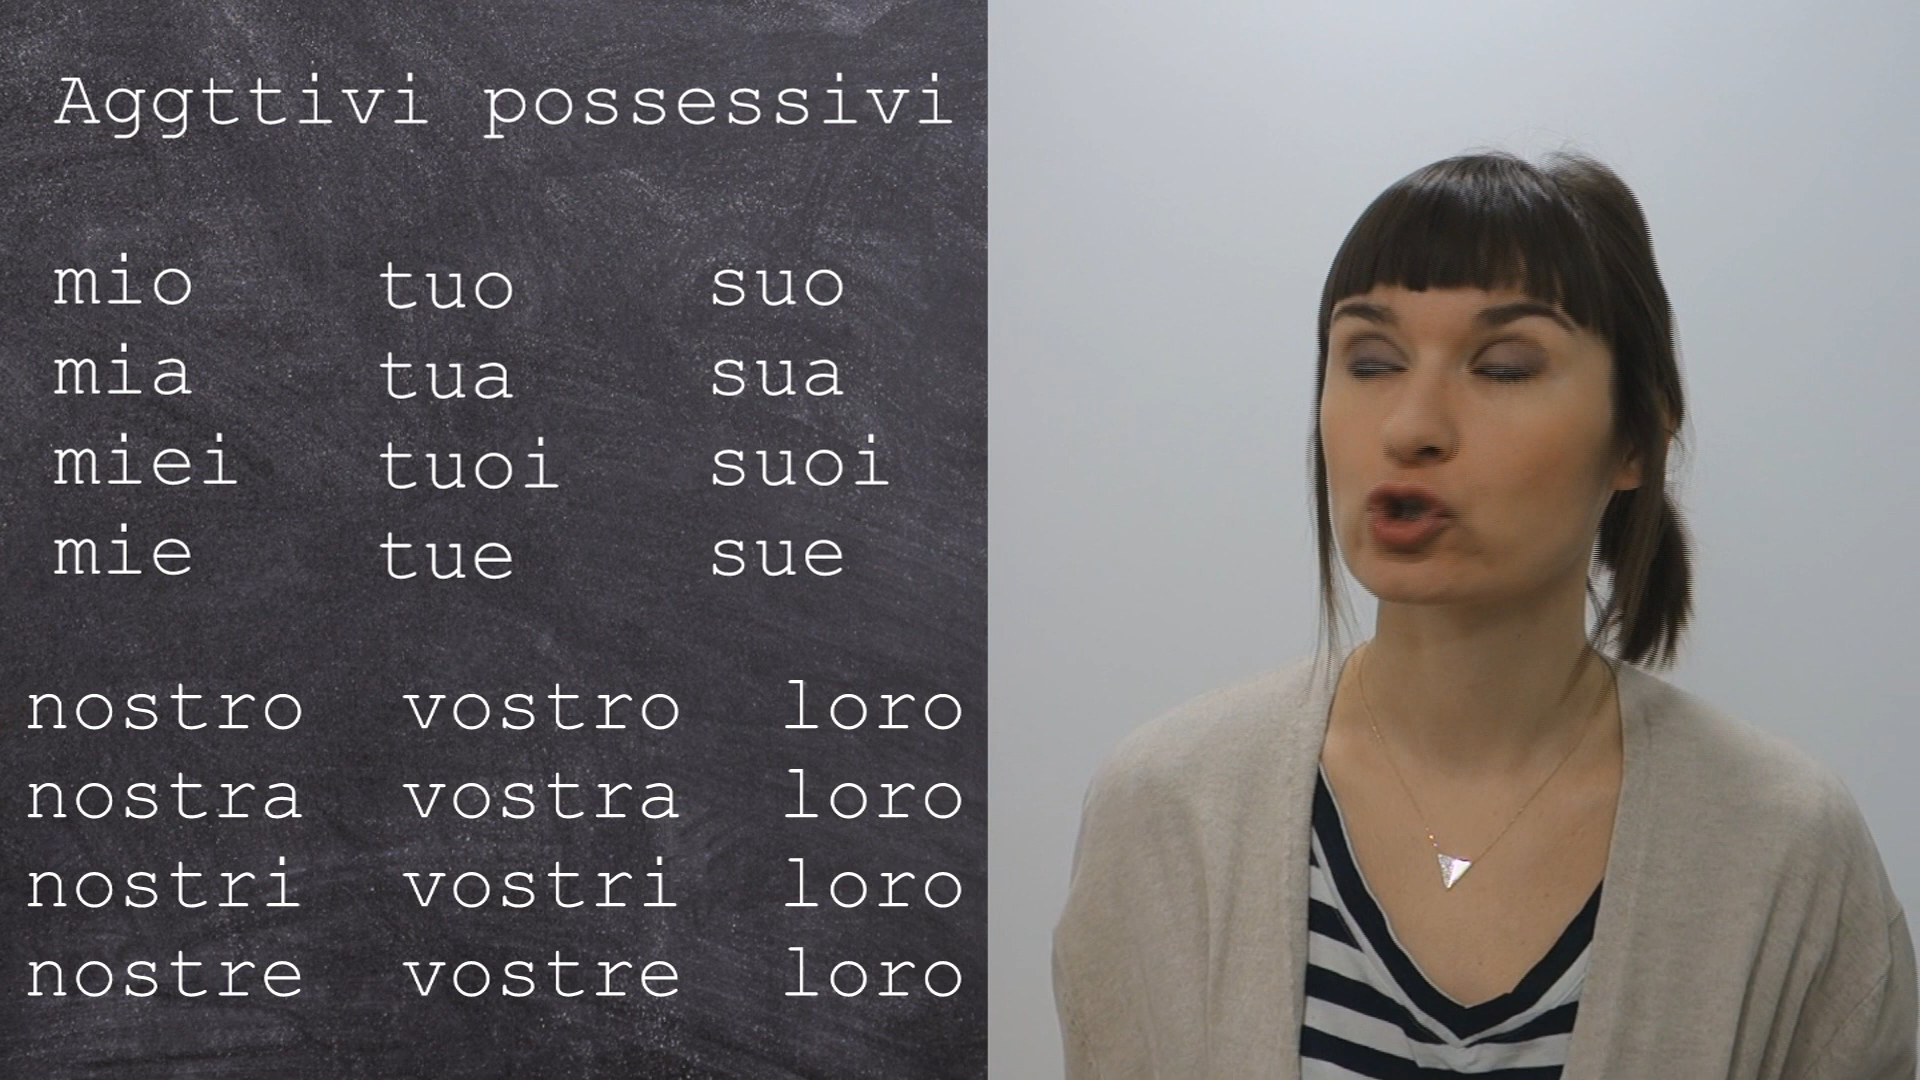 Aggttivi possessivi
mio tuo suo
mia tua sua
miei tuoi suoi
mie tue sue
nostro vostro loro
nostra vostra loro
nostri vostri loro
nostre vostre loro